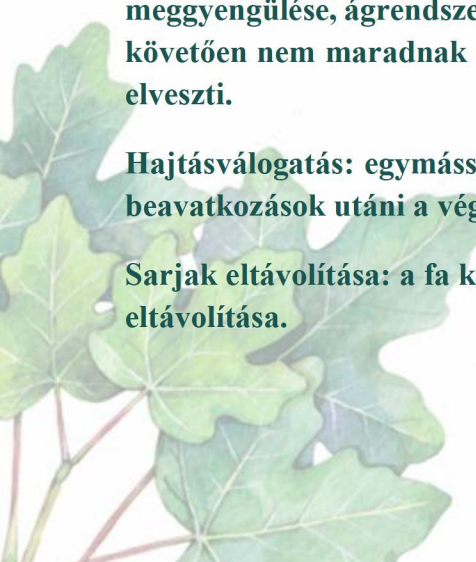 meggyengülése, ágrendsze
követően nem maradnak
elveszti.
Hajtásválogatás: egymáss
beavatkozások utáni a vég
Sarjak eltávolítása: a fa k
eltávolítása.